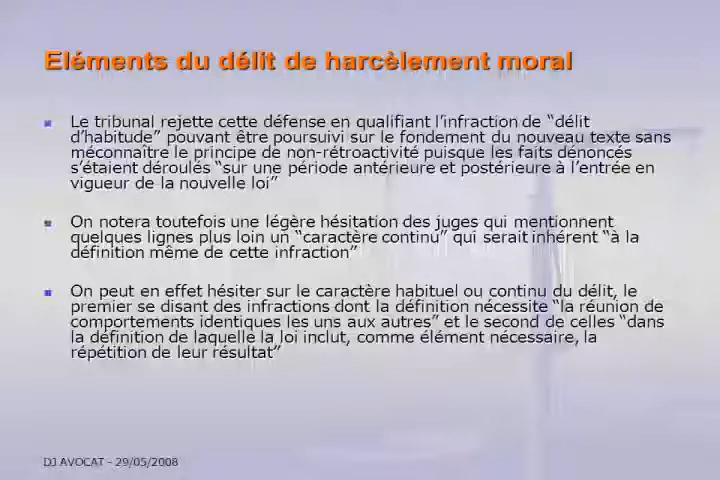 Eléments du délit de harcèlement moral
Le tribunal rejette cette défense en qualifiant l'infraction de "délit
d'habitude" pouvant être poursuivi sur le fondement du nouveau texte sans
méconnaître le principe de non-rétroactivité puisque les faits dénoncés
s'étaient déroulés "sur une période antérieure et postérieure à l'entrée en
vigueur de la nouvelle loi"
On notera toutefois une légère hésitation des juges qui mentionnent
quelques lignes plus loin un "caractère continu" qui serait inhérent "à la
définition même de cette infraction"
On peut en effet hésiter sur le caractère habituel ou continu du délit, le
premier se disant des infractions dont la définition nécessite "la réunion de
comportements identiques les uns aux autres" et le second de celles "dans
la définition de laquelle la loi inclut, comme élément nécessaire, la
répétition de leur résultat"
DJ AVOCAT - 29/05/2008